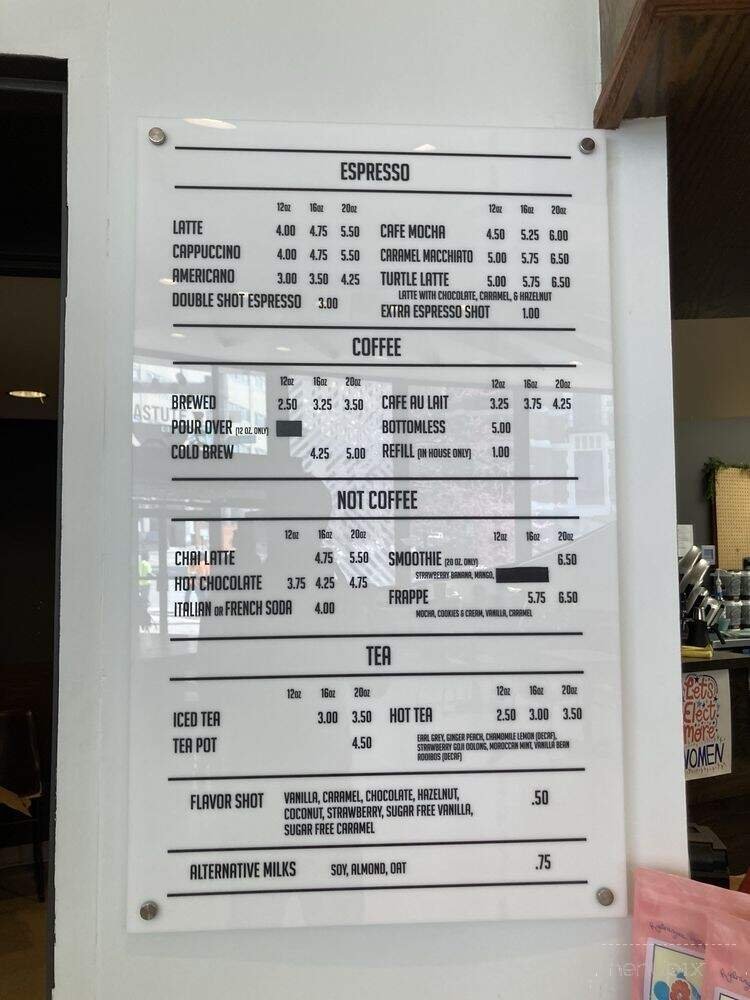 ESPRESSO
12oz 16oz 20oz
LATTE 4.00 4.75 5.50
CAPPUCCINO 4.00 4.75 5.50
AMERICANO 3.00 3.50 4.25
DOUBLE SHOT ESPRESSO 3.00
12oz 16oz 20oz
CAFE MOCHA 4.50 5.25 6.00
CARAMEL MACCHIATO 5.00 5.75 6.50
TURTLE LATTE 5.00 5.75 6.50
LATTE WITH CHOCOLATE, CARAMEL, & HAZELNUT
EXTRA ESPRESSO SHOT 1.00
COFFEE
12oz 16oz 20oz
BREWED 2.50 3.25 3.50
POUR OVER (12 OZ. ONLY)
COLD BREW 4.25 5.00
12oz 16oz 20oz
CAFE AU LAIT 3.25 3.75 4.25
BOTTOMLESS 5.00
REFILL (IN HOUSE ONLY) 1.00
ASTUTE
NOT COFFEE
12oz 16oz 20oz
CHAI LATTE 4.75 5.50
HOT CHOCOLATE 3.75 4.25 4.75
ITALIAN OR FRENCH SODA 4.00
12oz 16oz 20oz
SMOOTHIE (20 OZ. ONLY) 6.50
STRAWBERRY BANANA, MANGO,
FRAPPE 5.75 6.50
MOCHA, COOKIES & CREAM, VANILLA, CARAMEL
TEA
12oz 16oz 20oz
ICED TEA 3.00 3.50
TEA POT 4.50
12oz 16oz 20oz
HOT TEA 2.50 3.00 3.50
EARL GREY, GINGER PEACH, CHAMOMILE LEMON (DECAF),
STRAWBERRY GOJI OOLONG, MOROCCAN MINT, VANILLA BEAN
ROOIBOS (DECAF)
FLAVOR SHOT VANILLA, CARAMEL, CHOCOLATE, HAZELNUT, .50
COCONUT, STRAWBERRY, SUGAR FREE VANILLA,
SUGAR FREE CARAMEL
ALTERNATIVE MILKS SOY, ALMOND, OAT .75
Let's
Elect
more
WOMEN
menupix